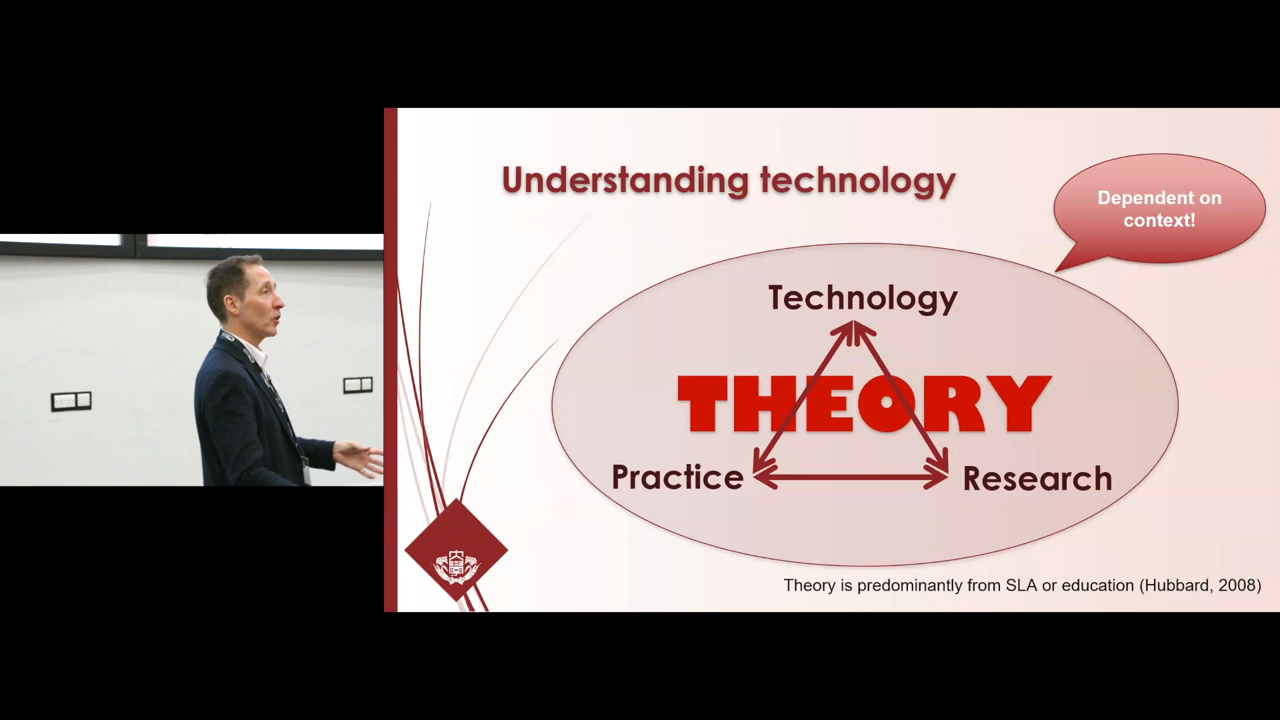 Understanding technology
Dependent on
context!
Technology
THEORY
Practice
Research
Theory is predominantly from SLA or education (Hubbard, 2008)